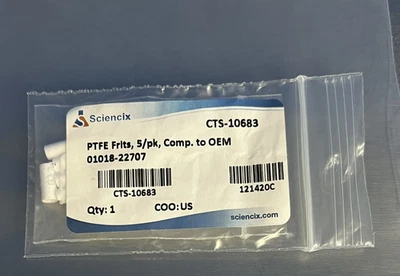 Sciencix
CTS-10683
PTFE Frits, 5/pk, Comp. to OEM
01018-22707
CTS-10683
121420C
Qty: 1
COO: US
sciencix.com